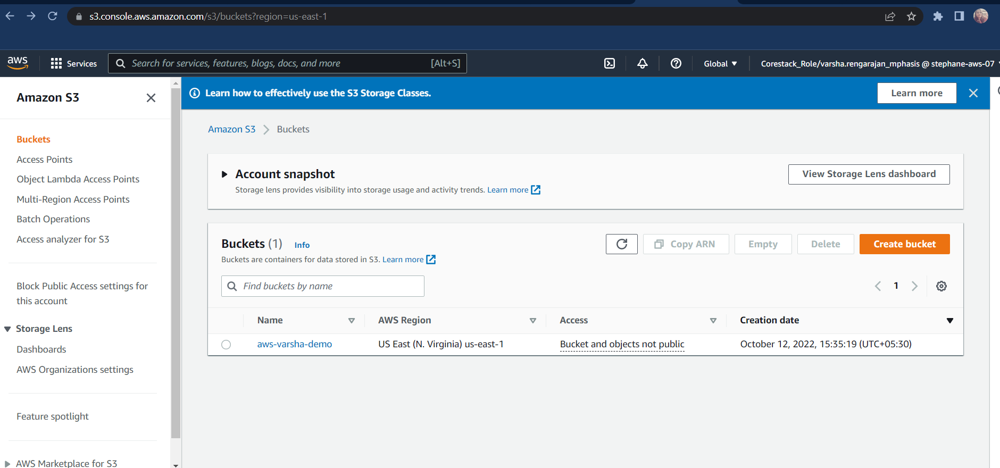 s3.console.aws.amazon.com/s3/buckets?region=us-east-1
aws
Services
Search for services, features, blogs, docs, and more
[Alt+S]
Global
Corestack_Role/varsha.rengarajan_mphasis @ stephane-aws-07
Amazon S3
Buckets
Access Points
Object Lambda Access Points
Multi-Region Access Points
Batch Operations
Access analyzer for S3
Block Public Access settings for
this account
Storage Lens
Dashboards
AWS Organizations settings
Feature spotlight
AWS Marketplace for S3
Learn how to effectively use the S3 Storage Classes.
Learn more
Amazon S3 Buckets
Account snapshot
View Storage Lens dashboard
Storage lens provides visibility into storage usage and activity trends. Learn more
Buckets (1) Info
Copy ARN
Empty
Delete
Create bucket
Buckets are containers for data stored in S3. Learn more
Find buckets by name
1
Name AWS Region Access Creation date
aws-varsha-demo US East (N. Virginia) us-east-1 Bucket and objects not public October 12, 2022, 15:35:19 (UTC+05:30)